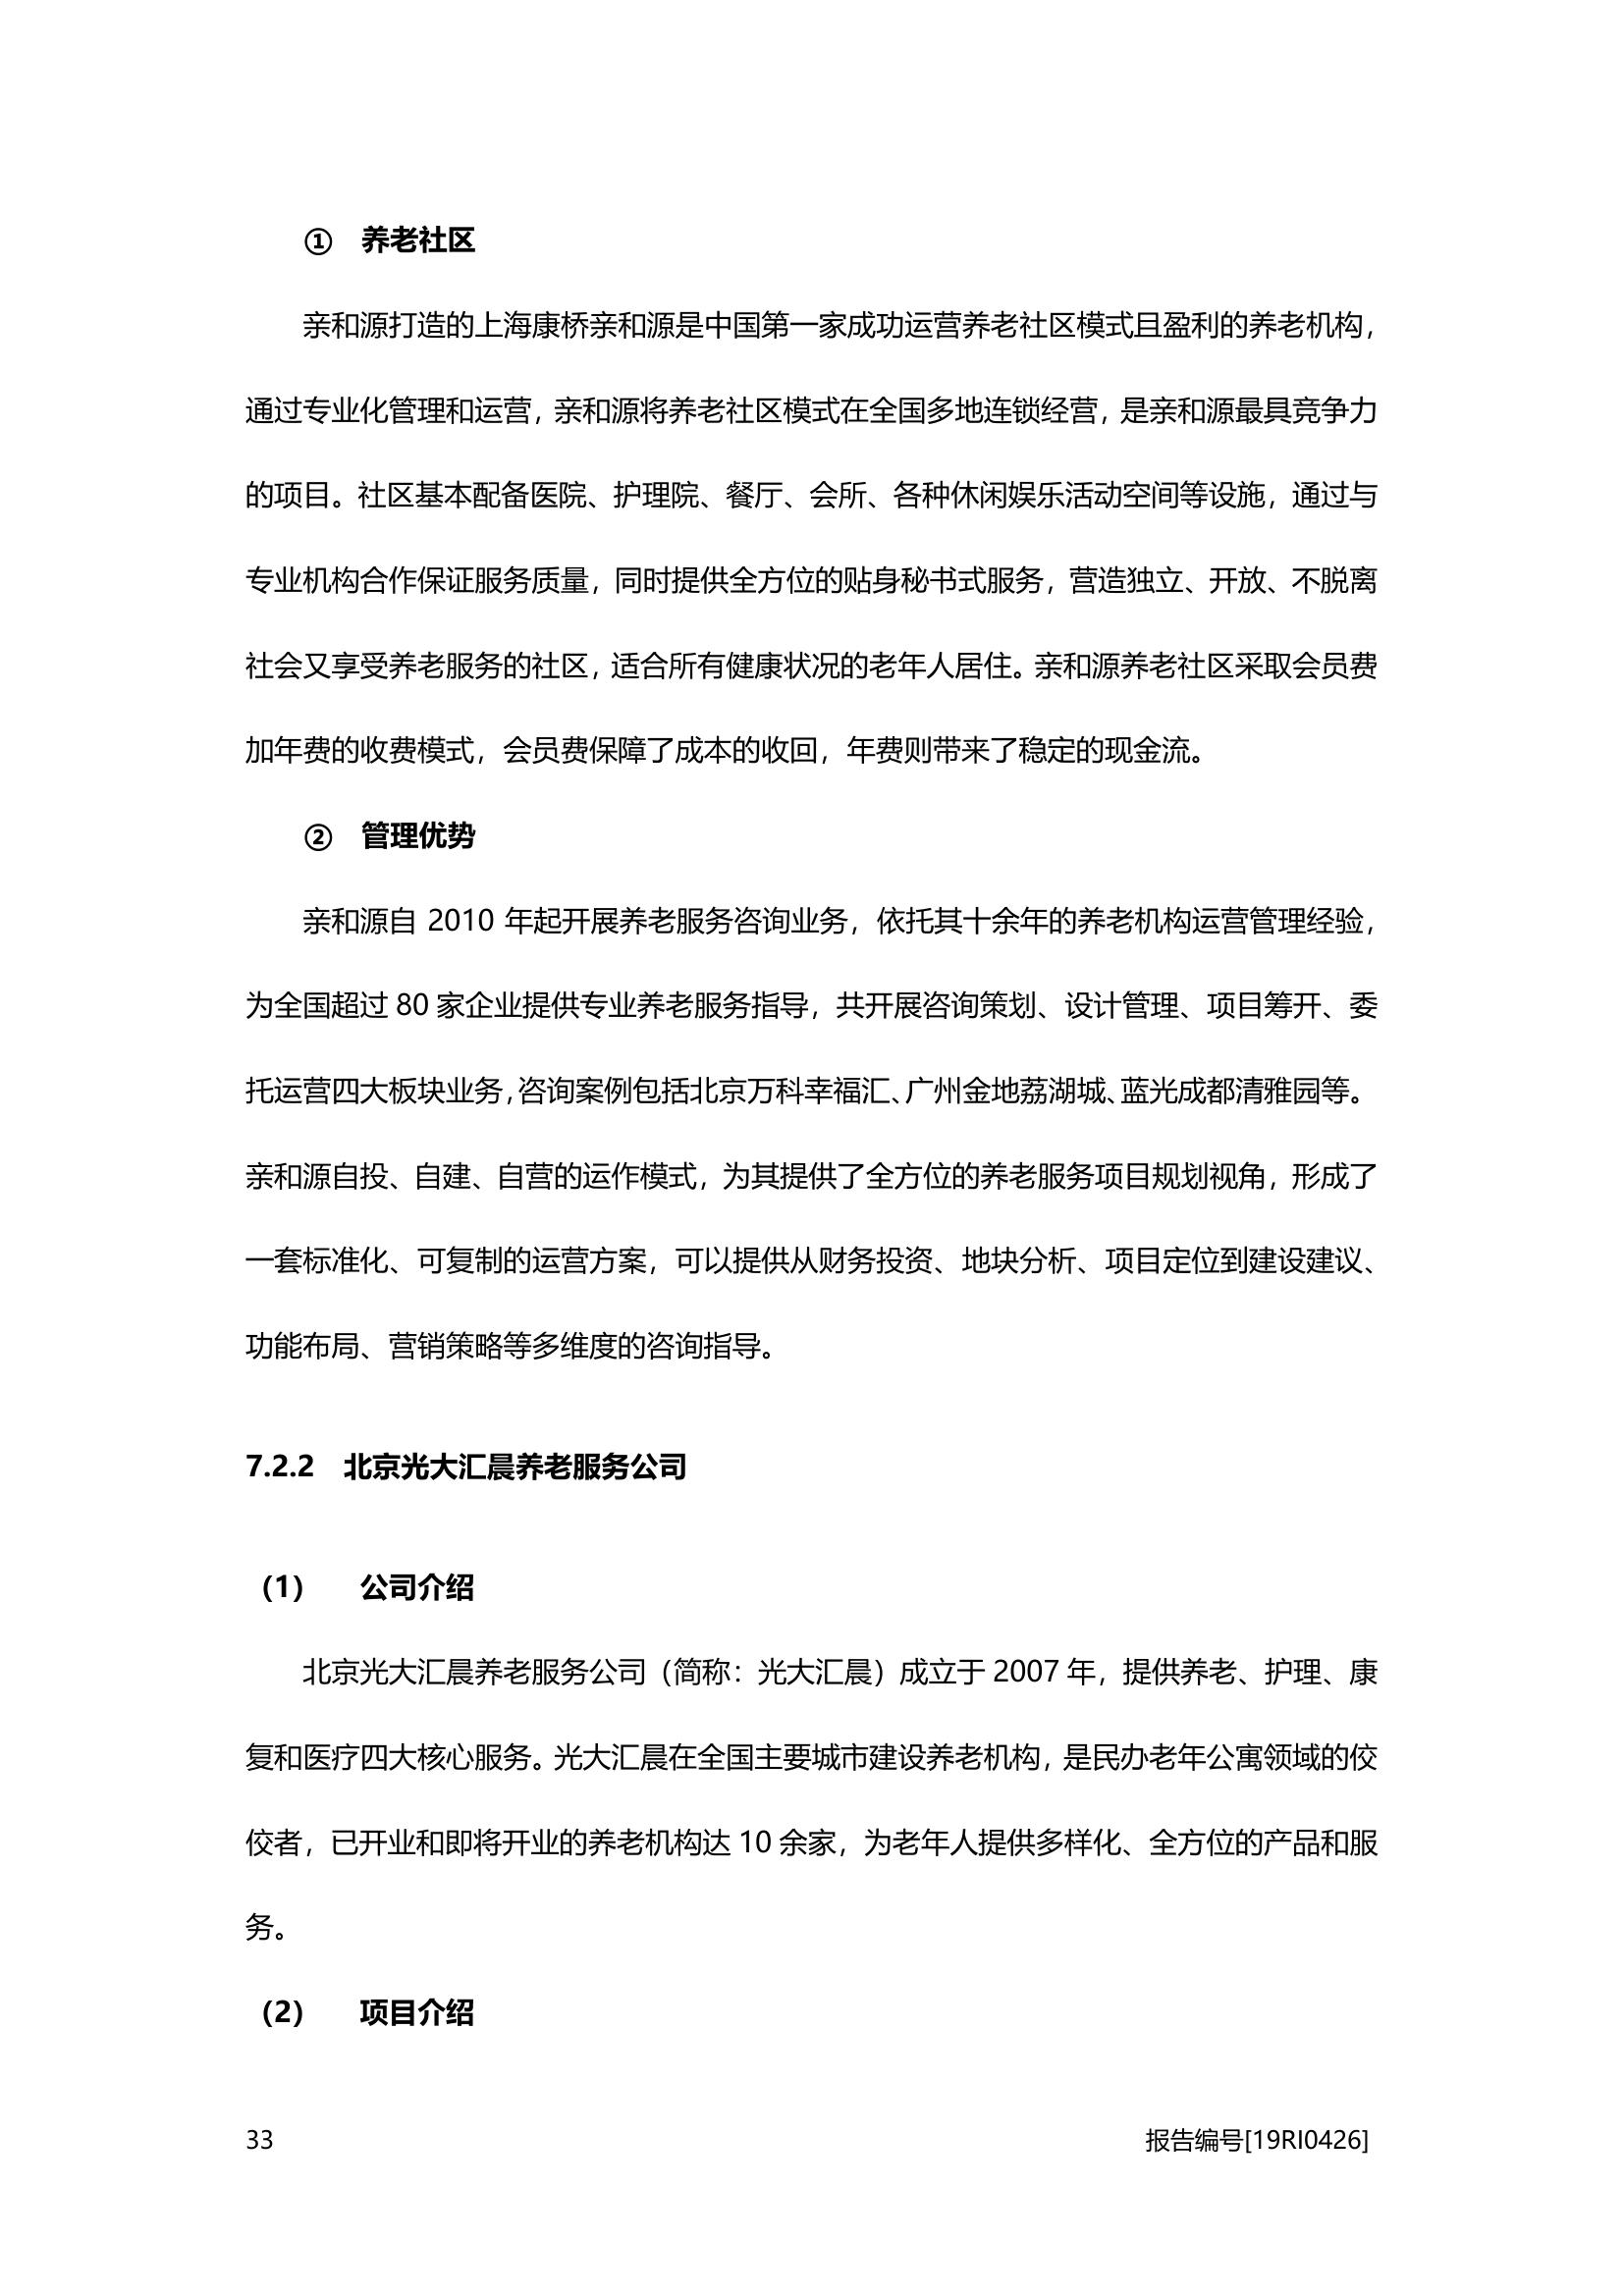 ① 养老社区
亲和源打造的上海康桥亲和源是中国第一家成功运营养老社区模式且盈利的养老机构，
通过专业化管理和运营，亲和源将养老社区模式在全国多地连锁经营，是亲和源最具竞争力
的项目。社区基本配备医院、护理院、餐厅、会所、各种休闲娱乐活动空间等设施，通过与
专业机构合作保证服务质量，同时提供全方位的贴身秘书式服务，营造独立、开放、不脱离
社会又享受养老服务的社区，适合所有健康状况的老年人居住。亲和源养老社区采取会员费
加年费的收费模式，会员费保障了成本的收回，年费则带来了稳定的现金流。
② 管理优势
亲和源自 2010 年起开展养老服务咨询业务，依托其十余年的养老机构运营管理经验，
为全国超过 80 家企业提供专业养老服务指导，共开展咨询策划、设计管理、项目筹开、委
托运营四大板块业务，咨询案例包括北京万科幸福汇、广州金地荔湖城、蓝光成都清雅园等。
亲和源自投、自建、自营的运作模式，为其提供了全方位的养老服务项目规划视角，形成了
一套标准化、可复制的运营方案，可以提供从财务投资、地块分析、项目定位到建设建议、
功能布局、营销策略等多维度的咨询指导。
7.2.2 北京光大汇晨养老服务公司
（1） 公司介绍
北京光大汇晨养老服务公司（简称：光大汇晨）成立于 2007 年，提供养老、护理、康
复和医疗四大核心服务。光大汇晨在全国主要城市建设养老机构，是民办老年公寓领域的佼
佼者，已开业和即将开业的养老机构达 10 余家，为老年人提供多样化、全方位的产品和服
务。
（2） 项目介绍
33 报告编号[19RI0426]